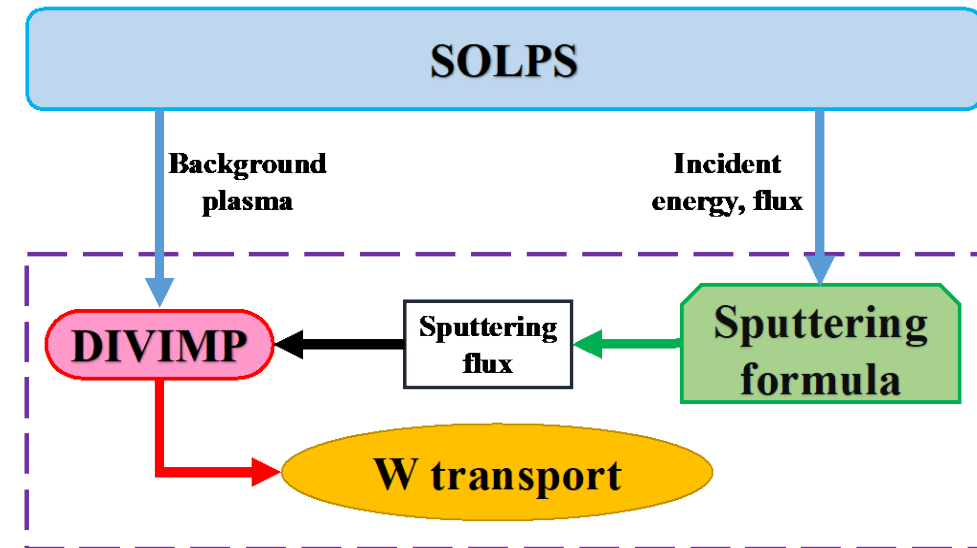 SOLPS
Background
plasma
Incident
energy, flux
DIVIMP
Sputtering
flux
Sputtering
formula
W transport